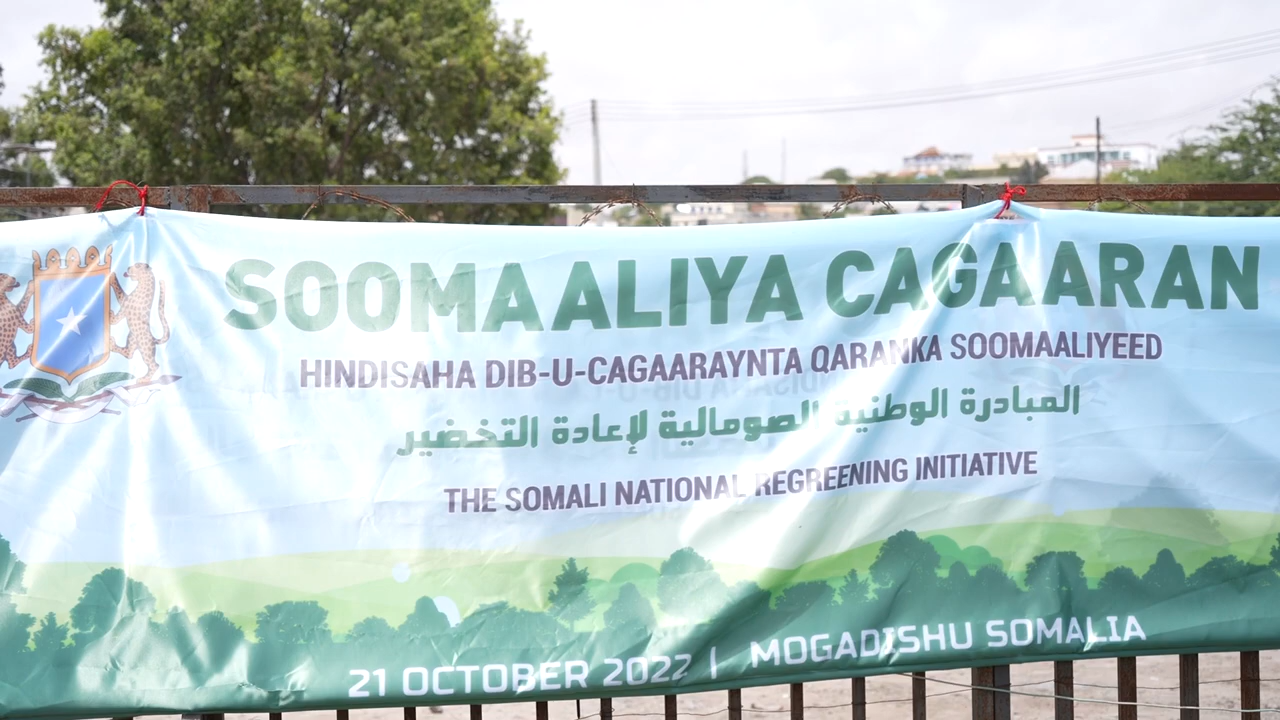 SOOMAALIYA CAGAARAN
HINDISAHA DIB-U-CAGAARAYNTA QARANKA SOOMAALIYEED
المبادرة الوطنية الصومالية لإعادة التخضير
THE SOMALI NATIONAL REGREENING INITIATIVE
21 OCTOBER 2022 | MOGADISHU SOMALIA